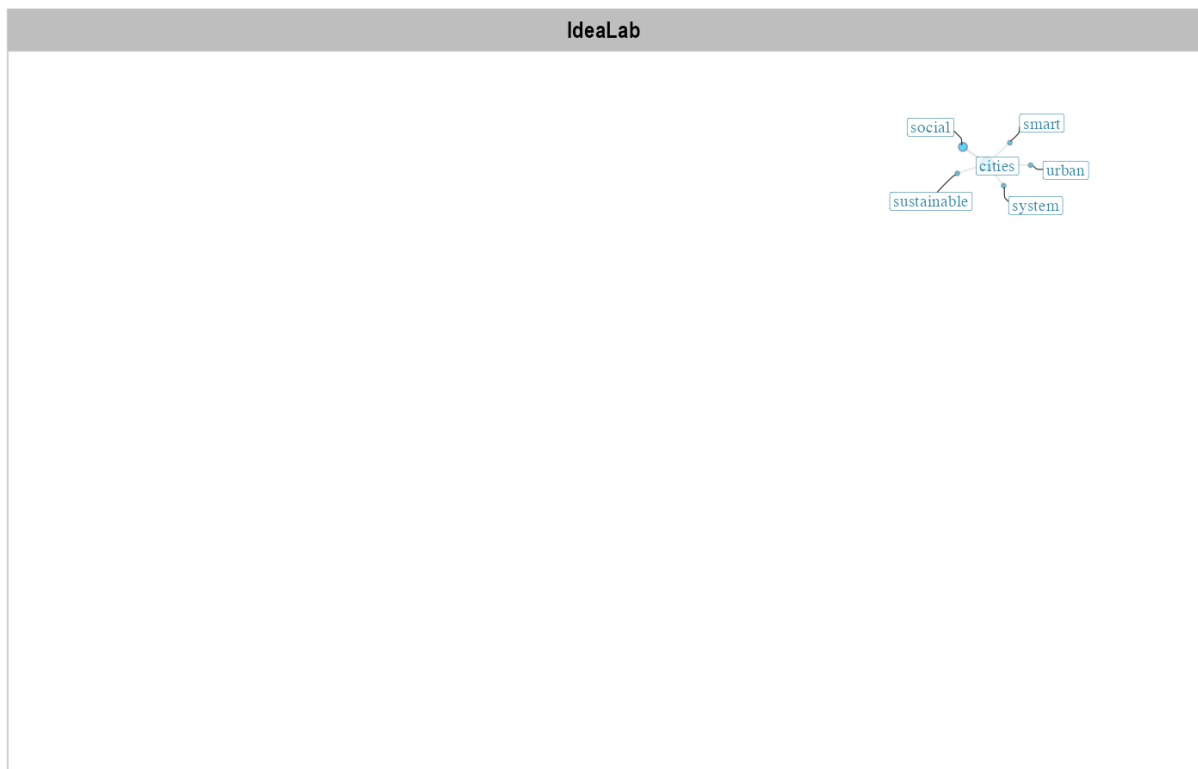 IdeaLab
social
smart
cities
urban
sustainable
system